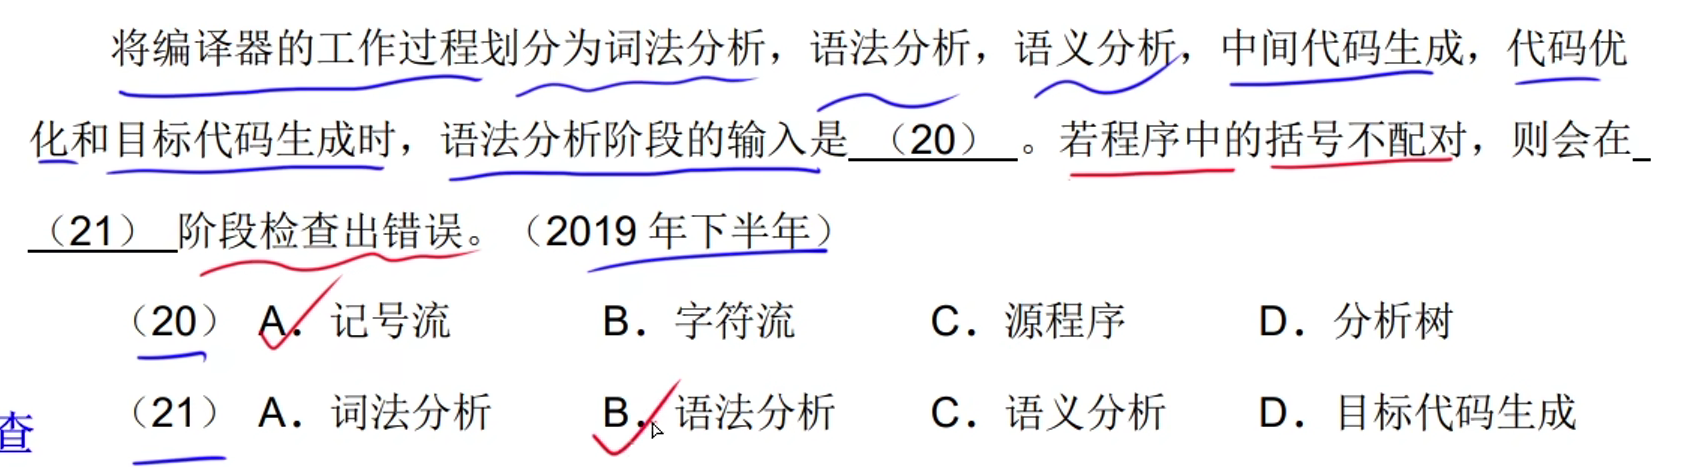 将编译器的工作过程划分为词法分析，语法分析，语义分析，中间代码生成，代码优
化和目标代码生成时，语法分析阶段的输入是（20）。若程序中的括号不配对，则会在
（21）阶段检查出错误。（2019年下半年）
（20） A．记号流 B．字符流 C．源程序 D．分析树
（21） A．词法分析 B．语法分析 C．语义分析 D．目标代码生成
查